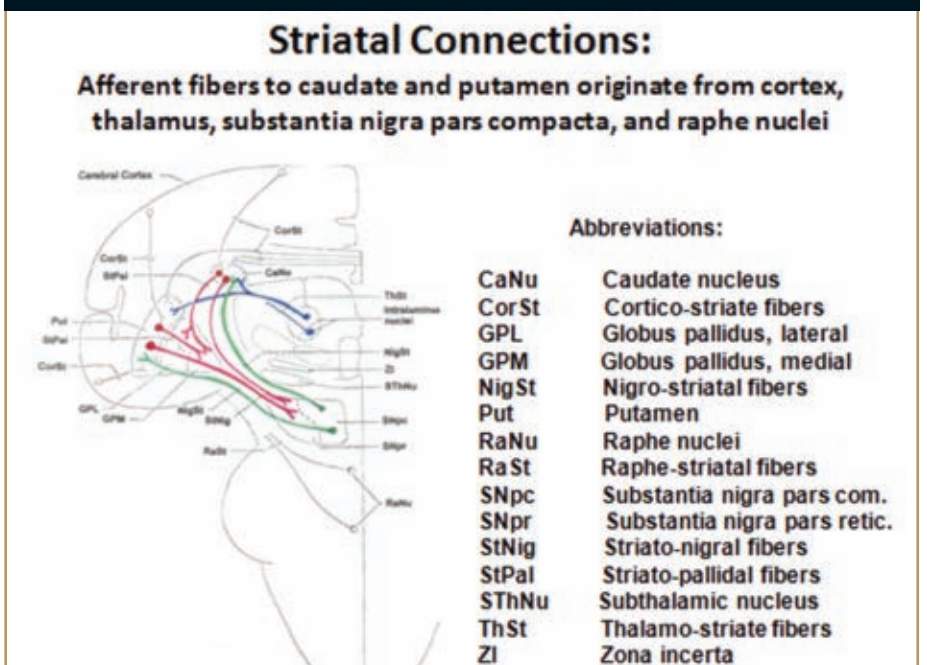 Striatal Connections:
Afferent fibers to caudate and putamen originate from cortex,
thalamus, substantia nigra pars compacta, and raphe nuclei
Cerebral Cortex
CorSt
CorSt
StPal
CaNu
ThSt
Intralaminar
nuclei
Put
StPal
CorSt
NigSt
ZI
SThNu
GPL
GPM
NigSt
StNig
SNpc
SNpr
RaSt
RaNu
Abbreviations:
CaNu Caudate nucleus
CorSt Cortico-striate fibers
GPL Globus pallidus, lateral
GPM Globus pallidus, medial
NigSt Nigro-striatal fibers
Put Putamen
RaNu Raphe nuclei
RaSt Raphe-striatal fibers
SNpc Substantia nigra pars com.
SNpr Substantia nigra pars retic.
StNig Striato-nigral fibers
StPal Striato-pallidal fibers
SThNu Subthalamic nucleus
ThSt Thalamo-striate fibers
ZI Zona incerta